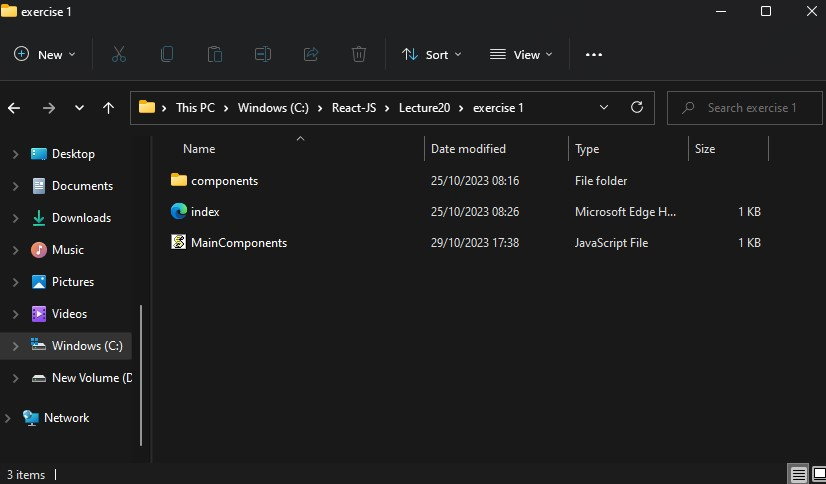 exercise 1
New Sort View
This PC Windows (C:) React-JS Lecture20 exercise 1 Search exercise 1
Name Date modified Type Size
Desktop
Documents
Downloads
Music
Pictures
Videos
Windows (C:)
New Volume (D
Network
components 25/10/2023 08:16 File folder
index 25/10/2023 08:26 Microsoft Edge H... 1 KB
MainComponents 29/10/2023 17:38 JavaScript File 1 KB
3 items